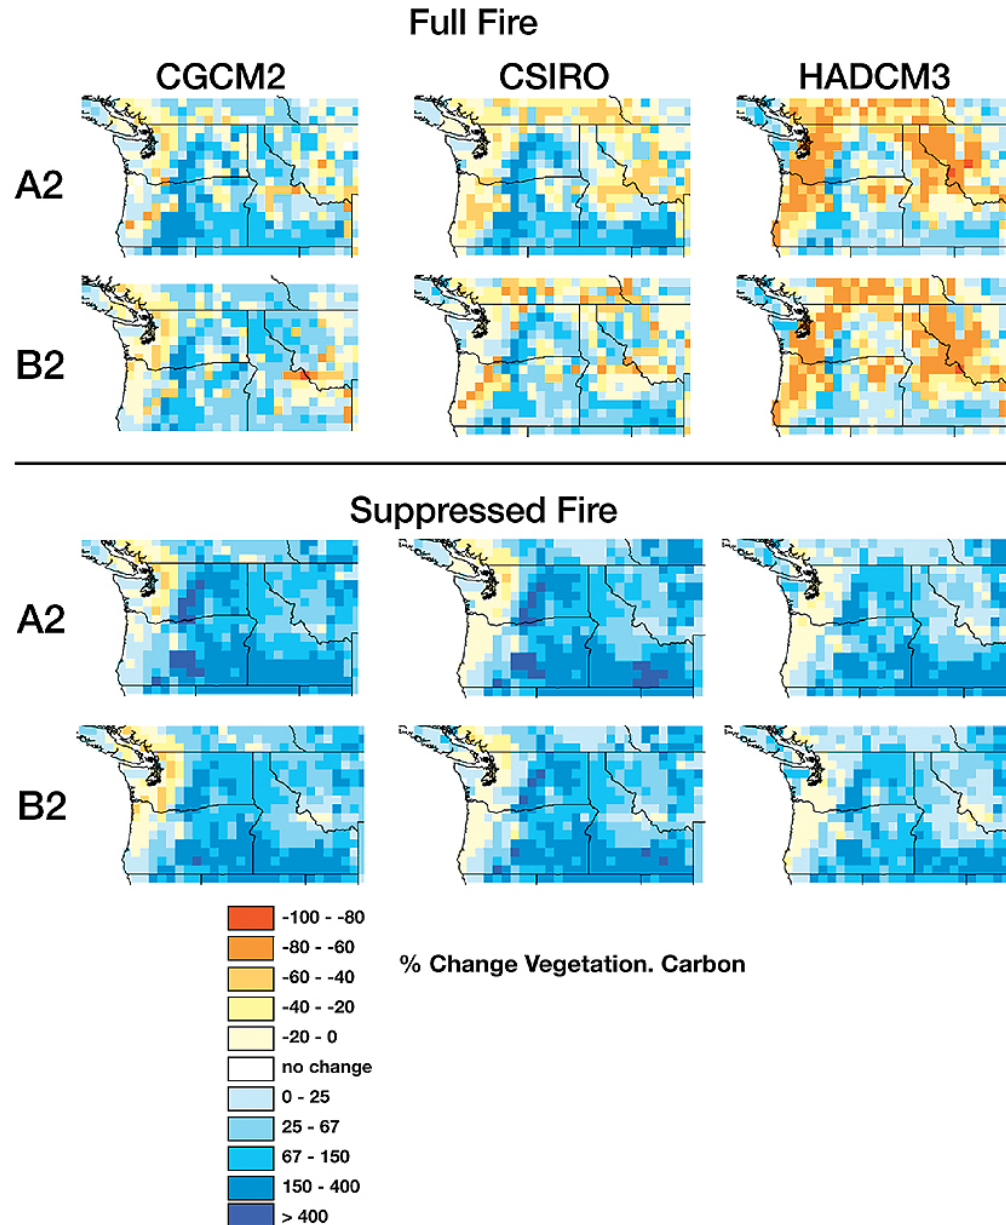 Full Fire
CGCM2 CSIRO HADCM3
A2
B2
Suppressed Fire
A2
B2
-100 - -80
-80 - -60
-60 - -40
% Change Vegetation. Carbon
-40 - -20
-20 - 0
no change
0 - 25
25 - 67
67 - 150
150 - 400
> 400